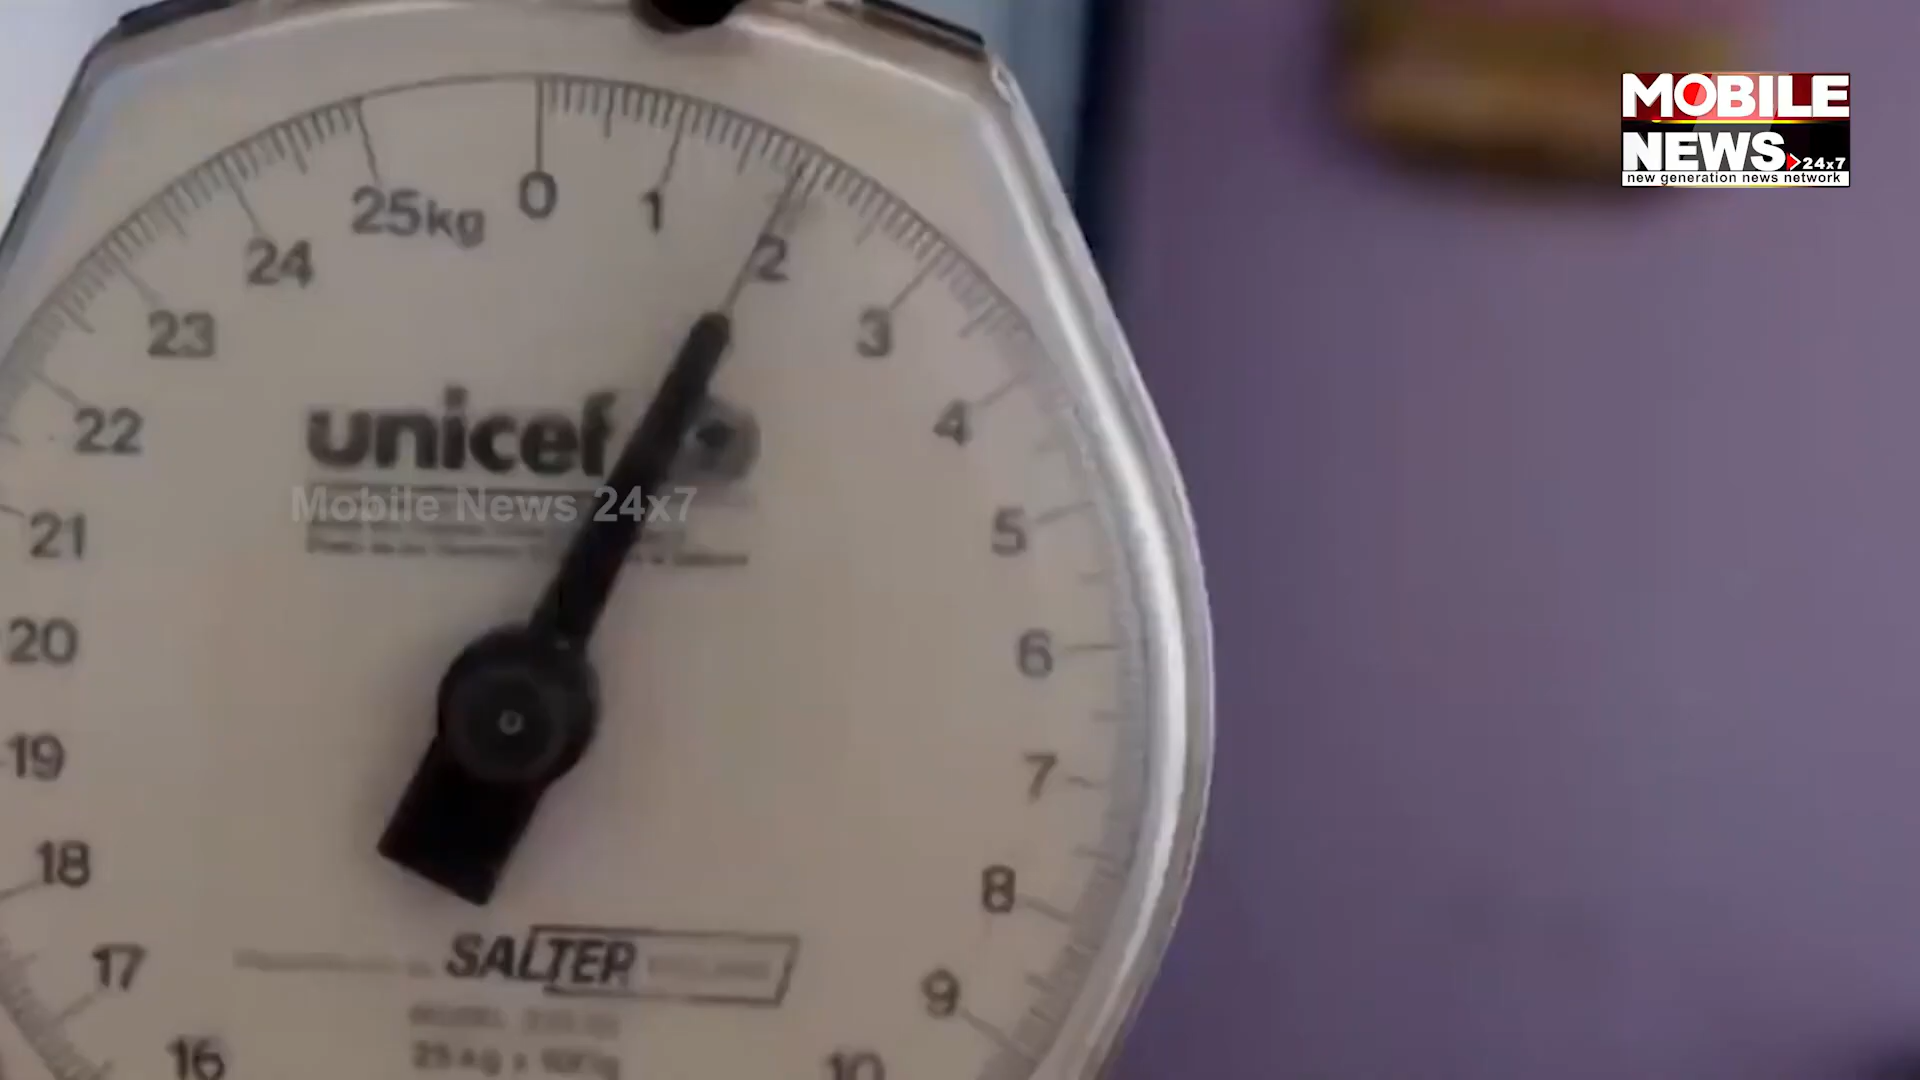 MOBILE
NEWS 24x7
new generation news network
0
1
2
3
4
5
6
7
8
9
10
16
17
18
19
20
21
22
23
24
25kg
unicef
Mobile News 24x7
SALTER